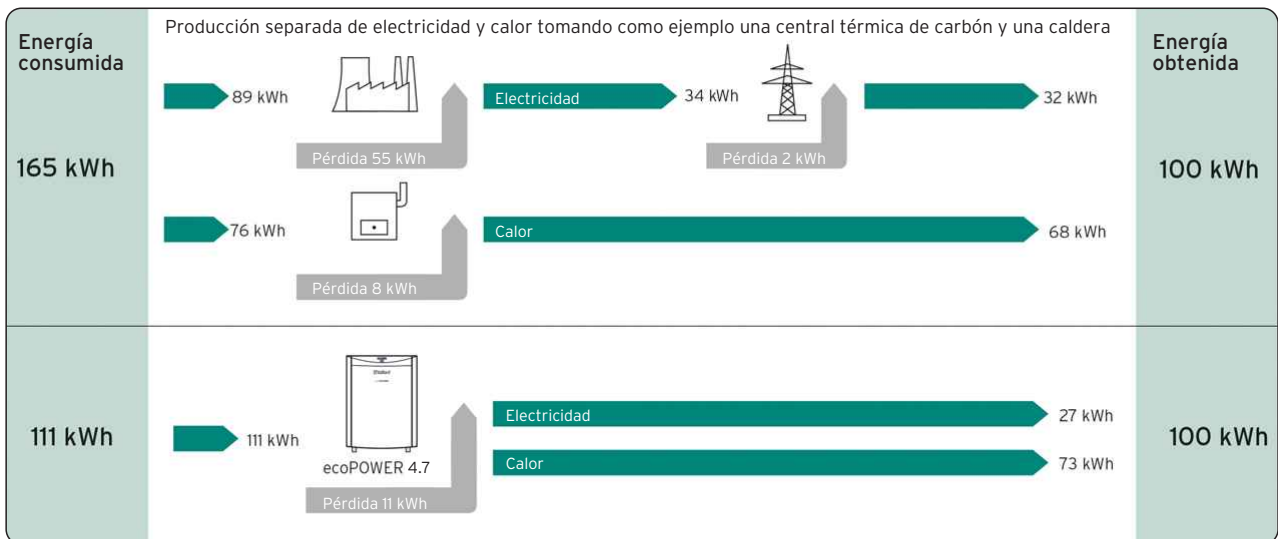 Energía
consumida
Producción separada de electricidad y calor tomando como ejemplo una central térmica de carbón y una caldera
Energía
obtenida
89 kWh
Electricidad
34 kWh
32 kWh
Pérdida 55 kWh
Pérdida 2 kWh
165 kWh
100 kWh
76 kWh
Calor
68 kWh
Pérdida 8 kWh
Vaillant
111 kWh
111 kWh
ecoPOWER 4.7
Electricidad
27 kWh
Calor
73 kWh
100 kWh
Pérdida 11 kWh